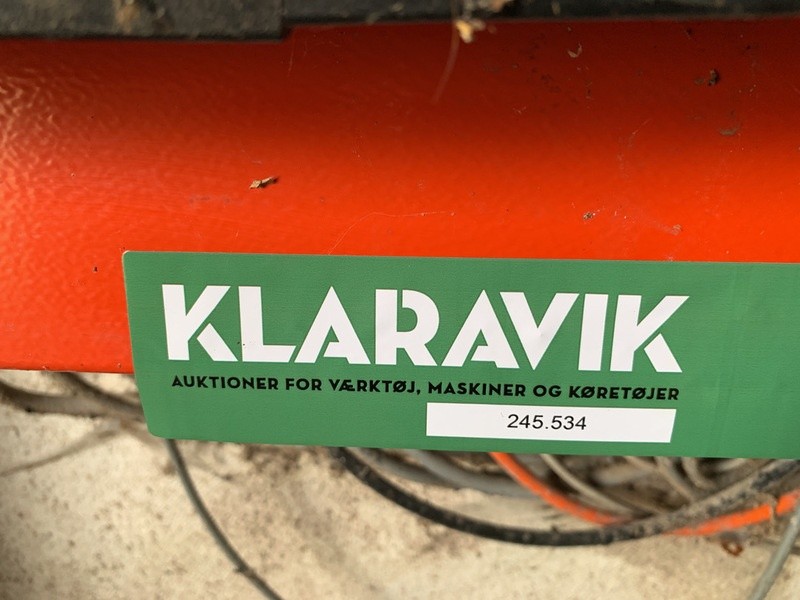 KLARAVIK
AUKTIONER FOR VÆRKTØJ, MASKINER OG KØRETØJER
245.534